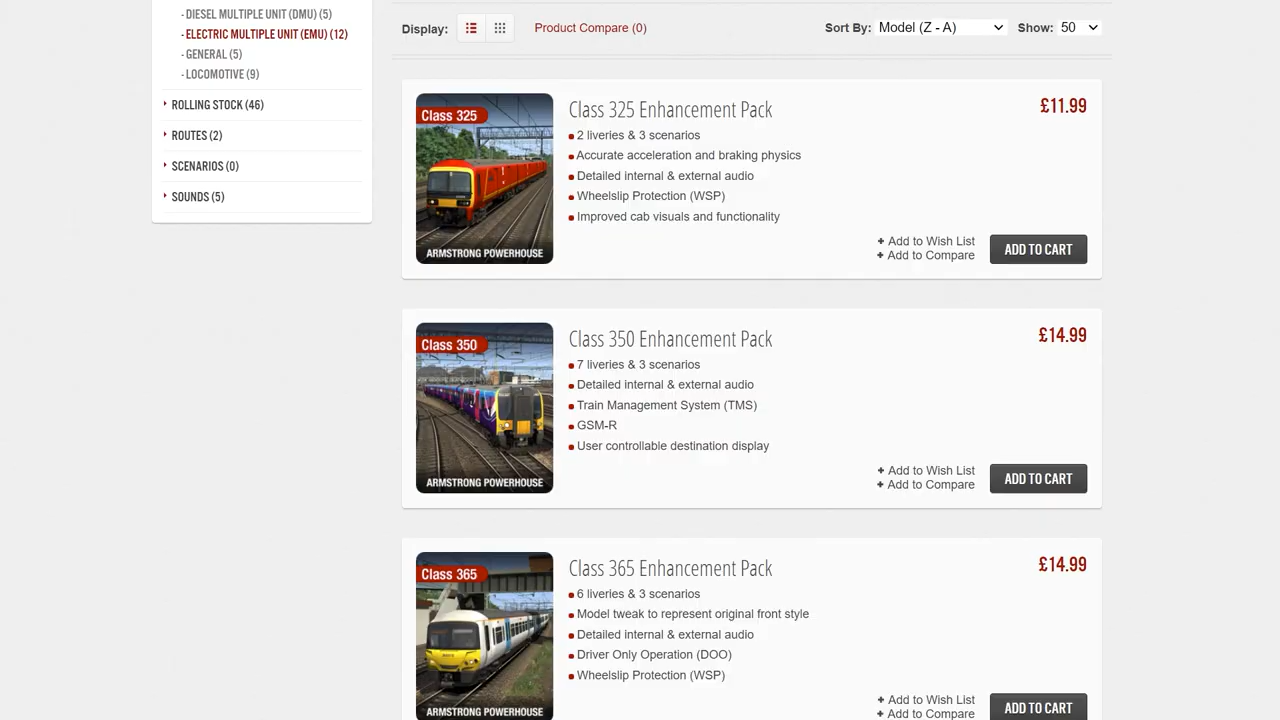 - DIESEL MULTIPLE UNIT (DMU) (5)
- ELECTRIC MULTIPLE UNIT (EMU) (12)
- GENERAL (5)
- LOCOMOTIVE (9)
ROLLING STOCK (46)
ROUTES (2)
SCENARIOS (0)
SOUNDS (5)
Display:
Product Compare (0)
Sort By: Model (Z - A)
Show: 50
Class 325
ARMSTRONG POWERHOUSE
Class 325 Enhancement Pack
£11.99
2 liveries & 3 scenarios
Accurate acceleration and braking physics
Detailed internal & external audio
Wheelslip Protection (WSP)
Improved cab visuals and functionality
+ Add to Wish List
+ Add to Compare
ADD TO CART
Class 350
ARMSTRONG POWERHOUSE
Class 350 Enhancement Pack
£14.99
7 liveries & 3 scenarios
Detailed internal & external audio
Train Management System (TMS)
GSM-R
User controllable destination display
+ Add to Wish List
+ Add to Compare
ADD TO CART
Class 365
ARMSTRONG POWERHOUSE
Class 365 Enhancement Pack
£14.99
6 liveries & 3 scenarios
Model tweak to represent original front style
Detailed internal & external audio
Driver Only Operation (DOO)
Wheelslip Protection (WSP)
+ Add to Wish List
+ Add to Compare
ADD TO CART